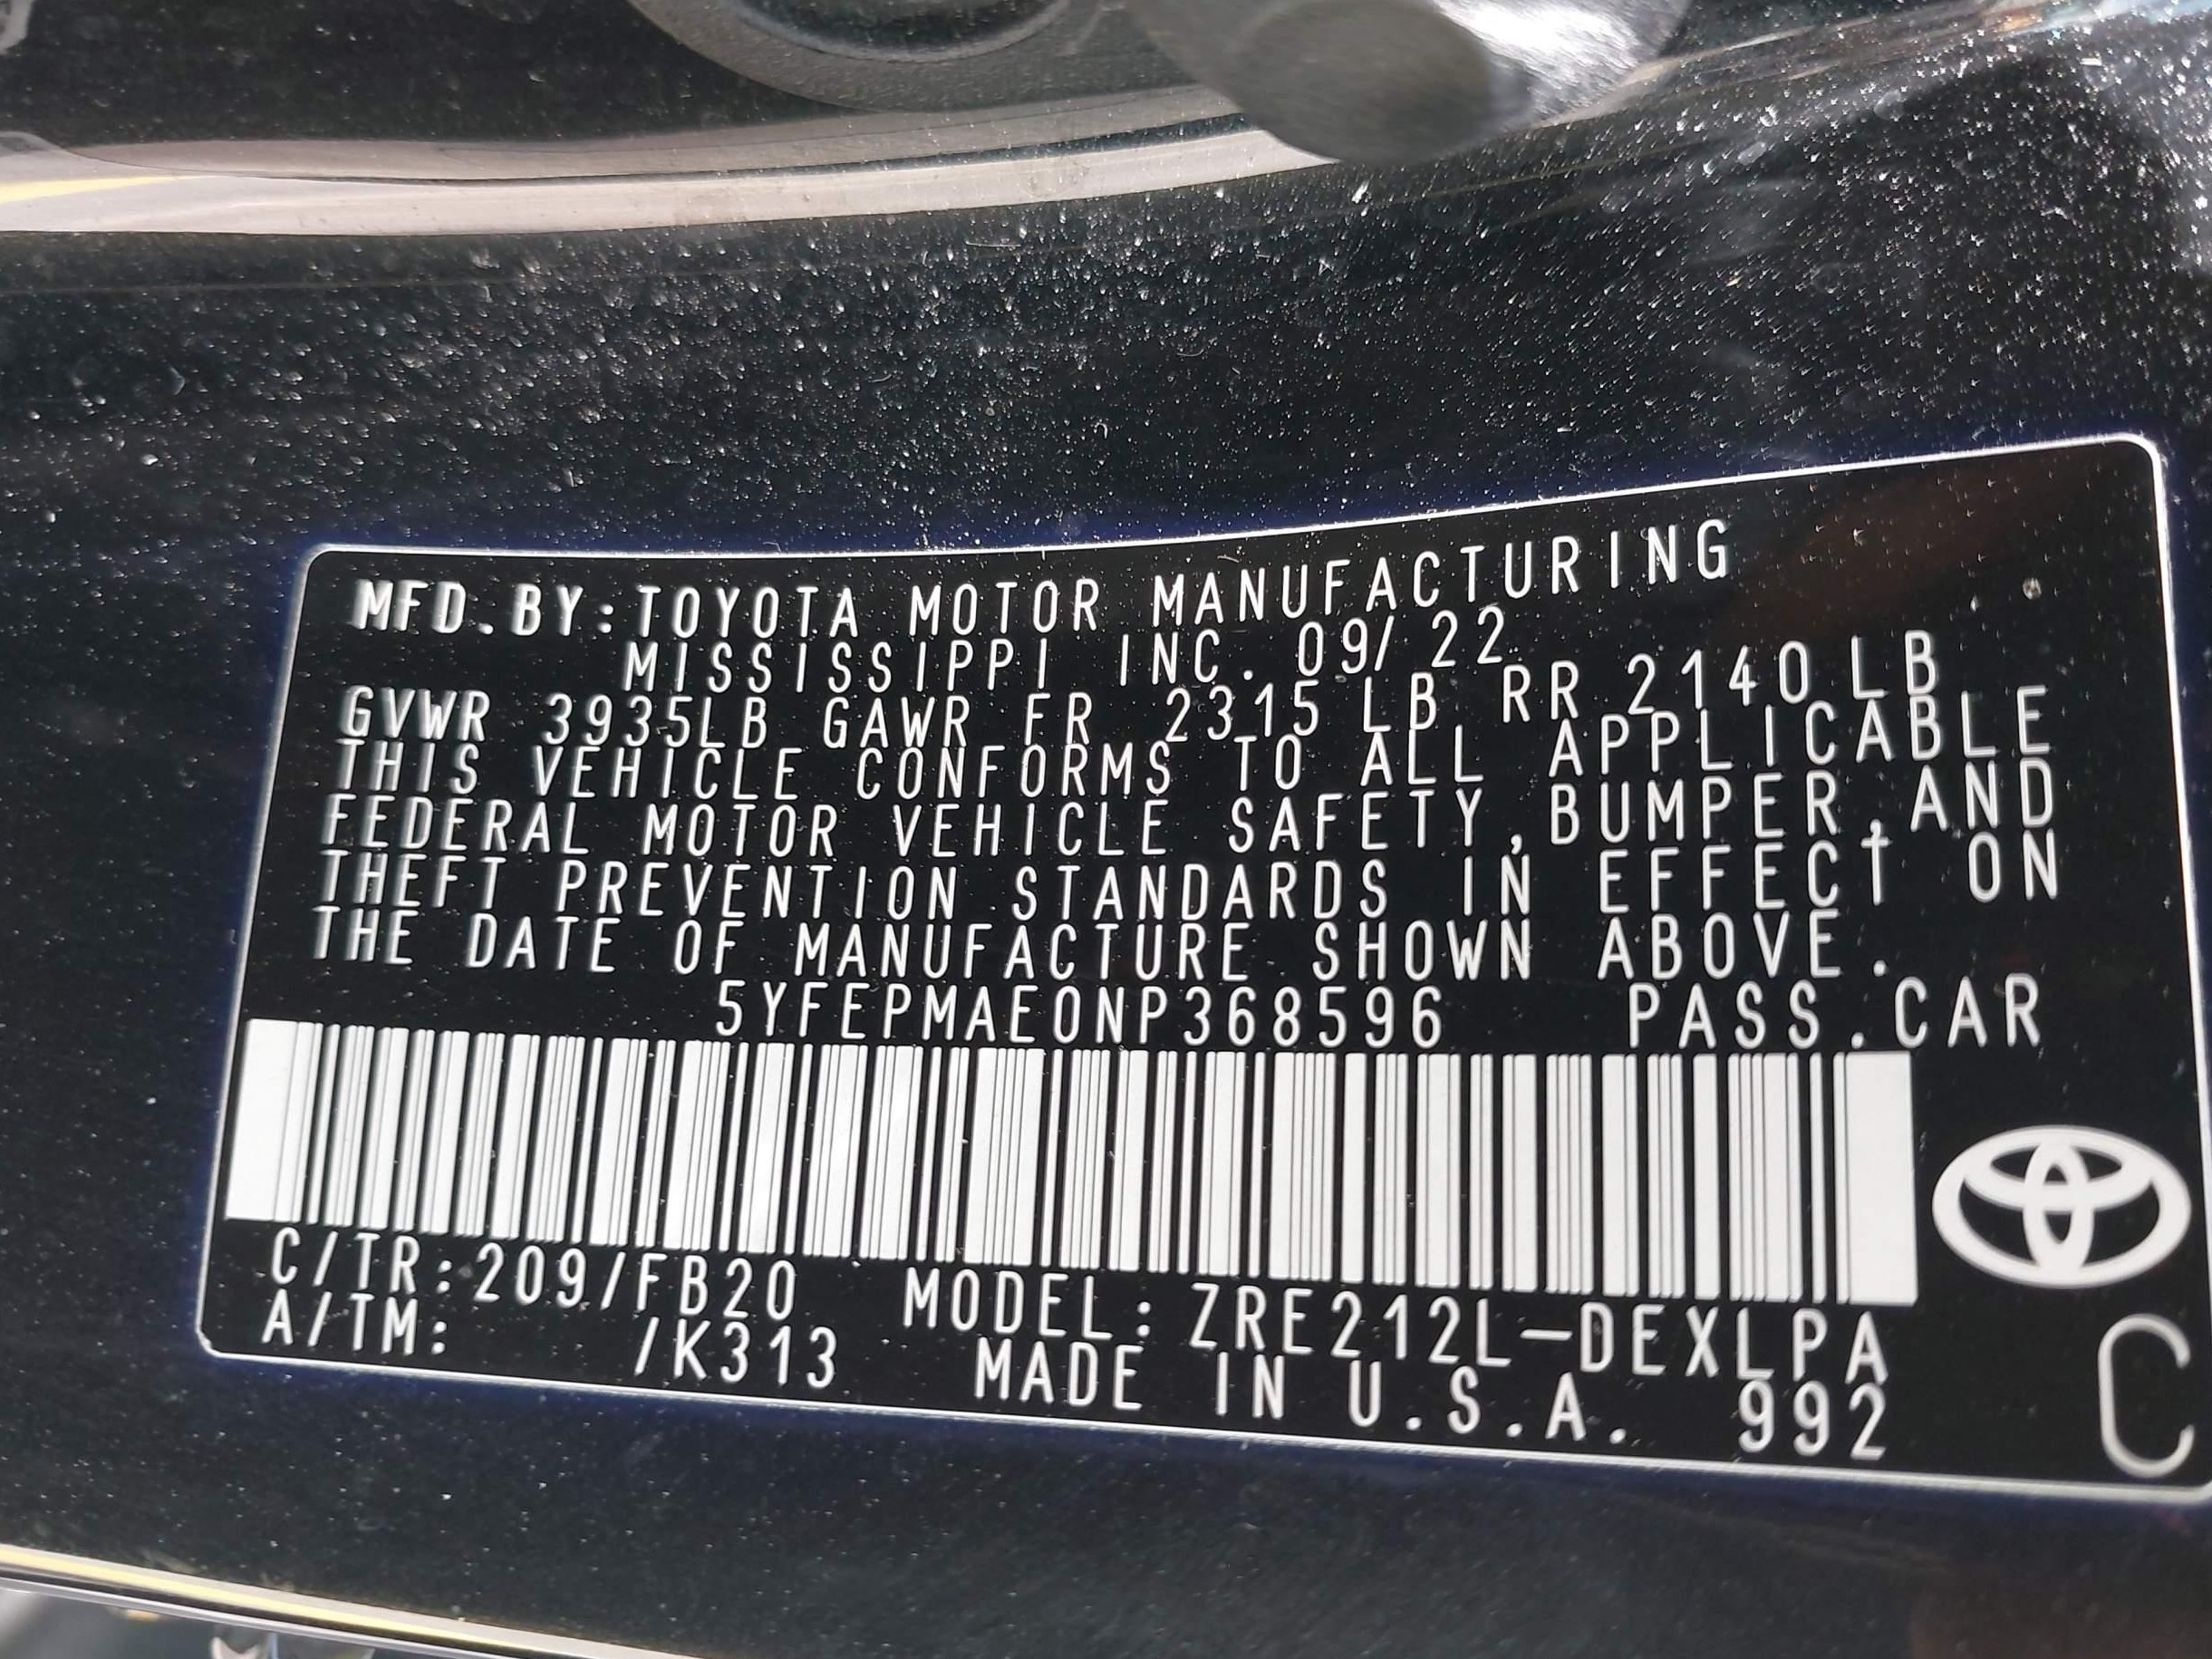 MFD.BY:TOYOTA MOTOR MANUFACTURING
MISSISSIPPI INC. 09/22
GVWR 3935LB GAWR FR 2315 LB RR 2140LB
THIS VEHICLE CONFORMS TO ALL APPLICABLE
FEDERAL MOTOR VEHICLE SAFETY,BUMPER,AND
THEFT PREVENTION STANDARDS IN EFFECT ON
THE DATE OF MANUFACTURE SHOWN ABOVE.
5YFEPMAE0NP368596 PASS.CAR
C/TR:209/FB20 MODEL:ZRE212L-DEXLPA
A/TM: /K313 MADE IN U.S.A. 992
C